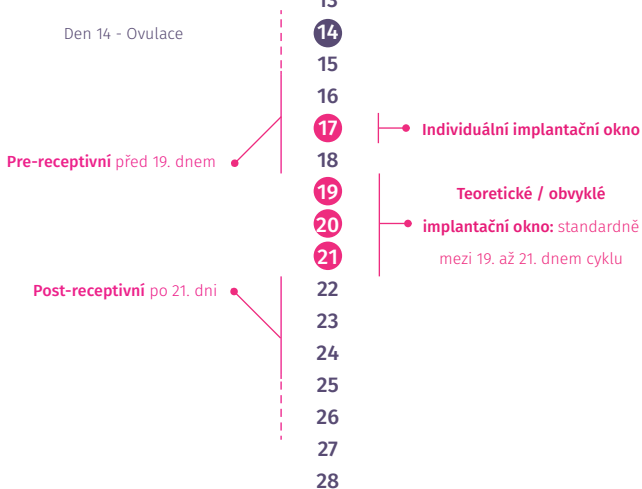 13
Den 14 - Ovulace
14
15
16
17
Individuální implantační okno
Pre-receptivní před 19. dnem
18
19
Teoretické / obvyklé
20
implantační okno: standardně
21
mezi 19. až 21. dnem cyklu
Post-receptivní po 21. dni
22
23
24
25
26
27
28